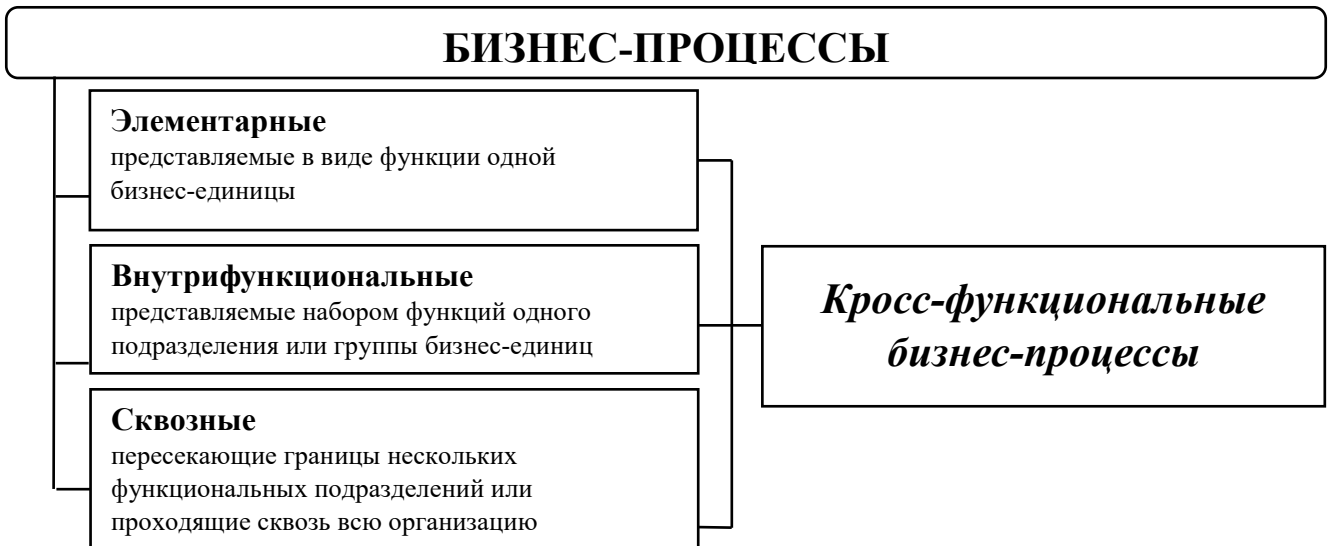 БИЗНЕС-ПРОЦЕССЫ
Элементарные
представляемые в виде функции одной
бизнес-единицы
Внутрифункциональные
представляемые набором функций одного
подразделения или группы бизнес-единиц
Сквозные
пересекающие границы нескольких
функциональных подразделений или
проходящие сквозь всю организацию
Кросс-функциональные
бизнес-процессы